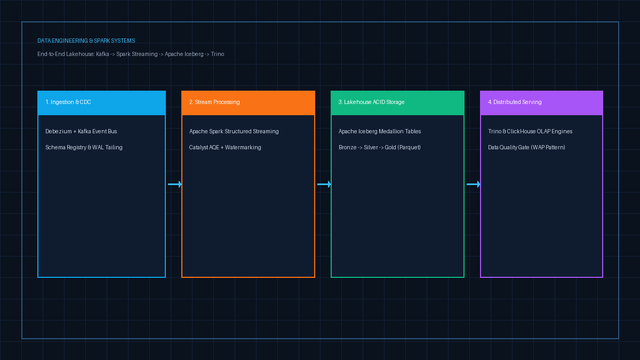 DATA ENGINEERING & SPARK SYSTEMS
End-to-End Lakehouse: Kafka -> Spark Streaming -> Apache Iceberg -> Trino
1. Ingestion & CDC
Debezium + Kafka Event Bus
Schema Registry & WAL Tailing
2. Stream Processing
Apache Spark Structured Streaming
Catalyst AQE + Watermarking
3. Lakehouse ACID Storage
Apache Iceberg Medallion Tables
Bronze -> Silver -> Gold (Parquet)
4. Distributed Serving
Trino & ClickHouse OLAP Engines
Data Quality Gate (WAP Pattern)